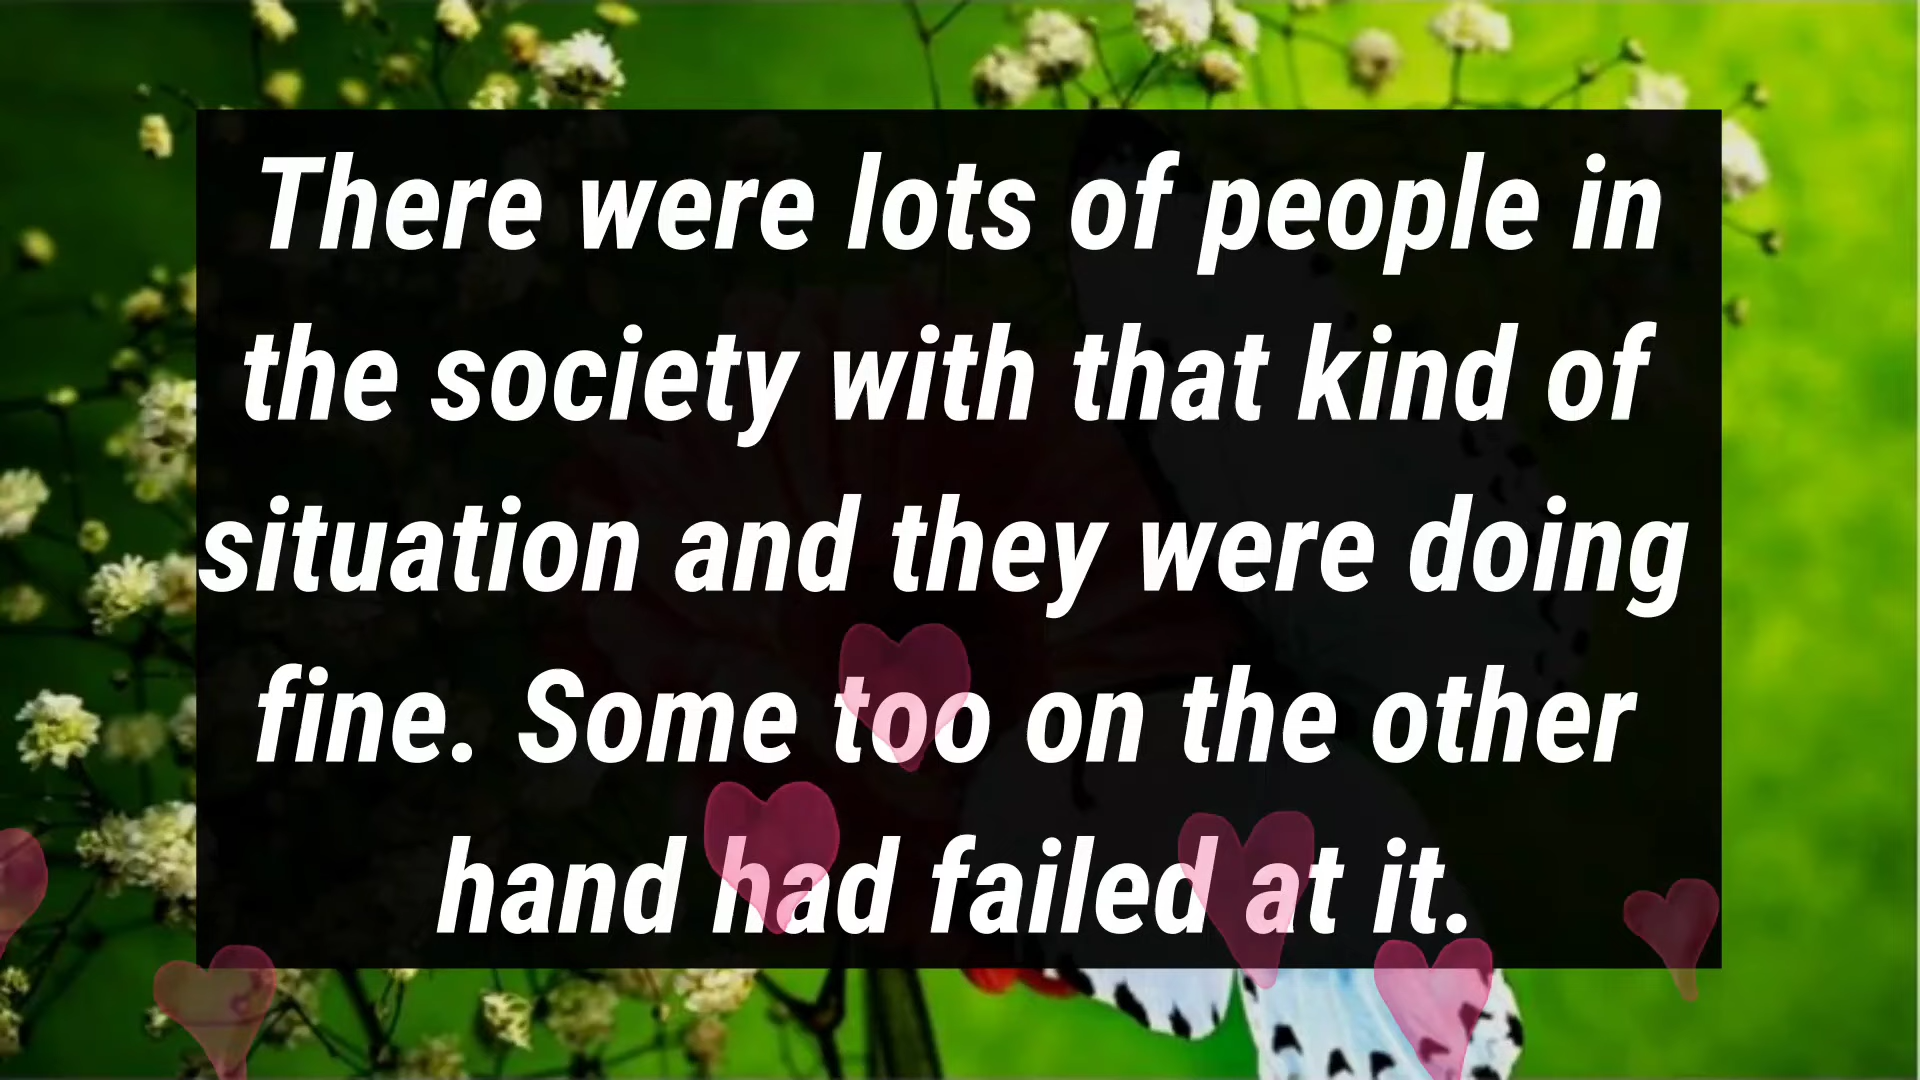 There were lots of people in
the society with that kind of
situation and they were doing
fine. Some too on the other
hand had failed at it.